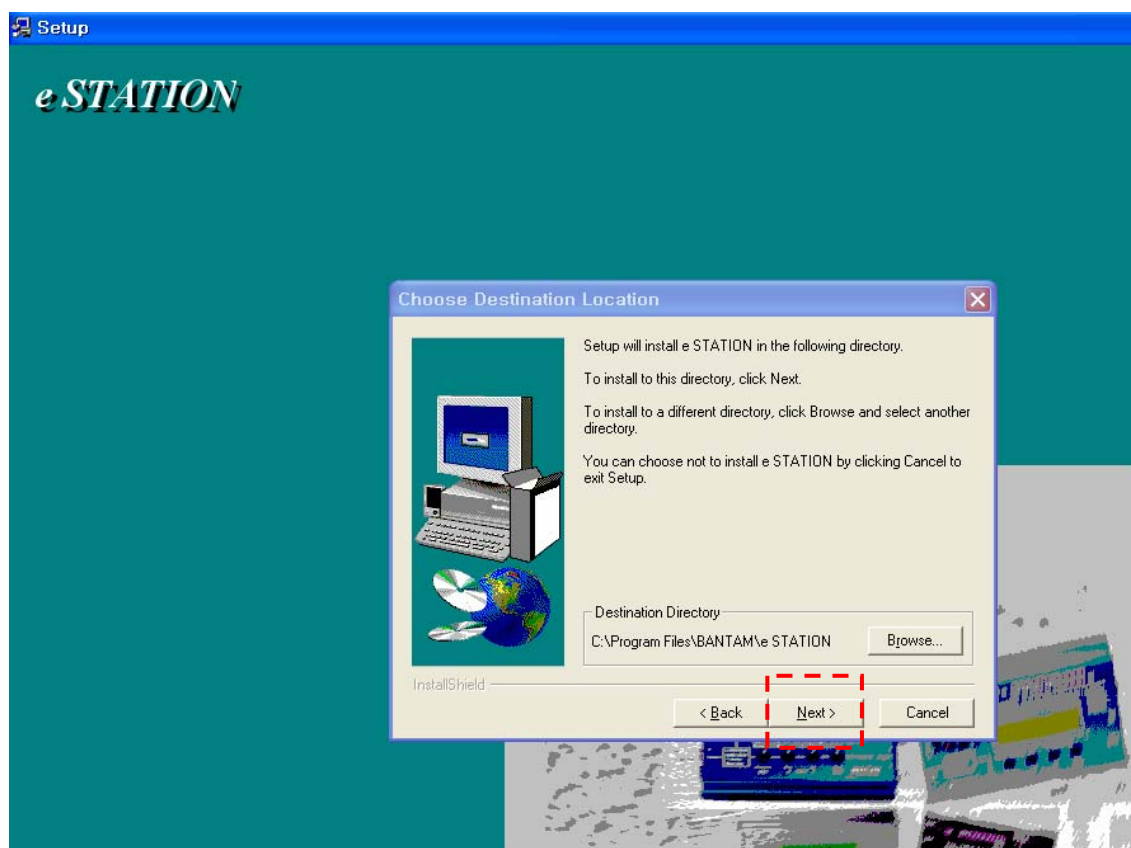 Setup
e STATION
Choose Destination Location
Setup will install e STATION in the following directory.
To install to this directory, click Next.
To install to a different directory, click Browse and select another
directory.
You can choose not to install e STATION by clicking Cancel to
exit Setup.
Destination Directory
C:\Program Files\BANTAM\e STATION
Browse...
InstallShield
< Back
Next >
Cancel